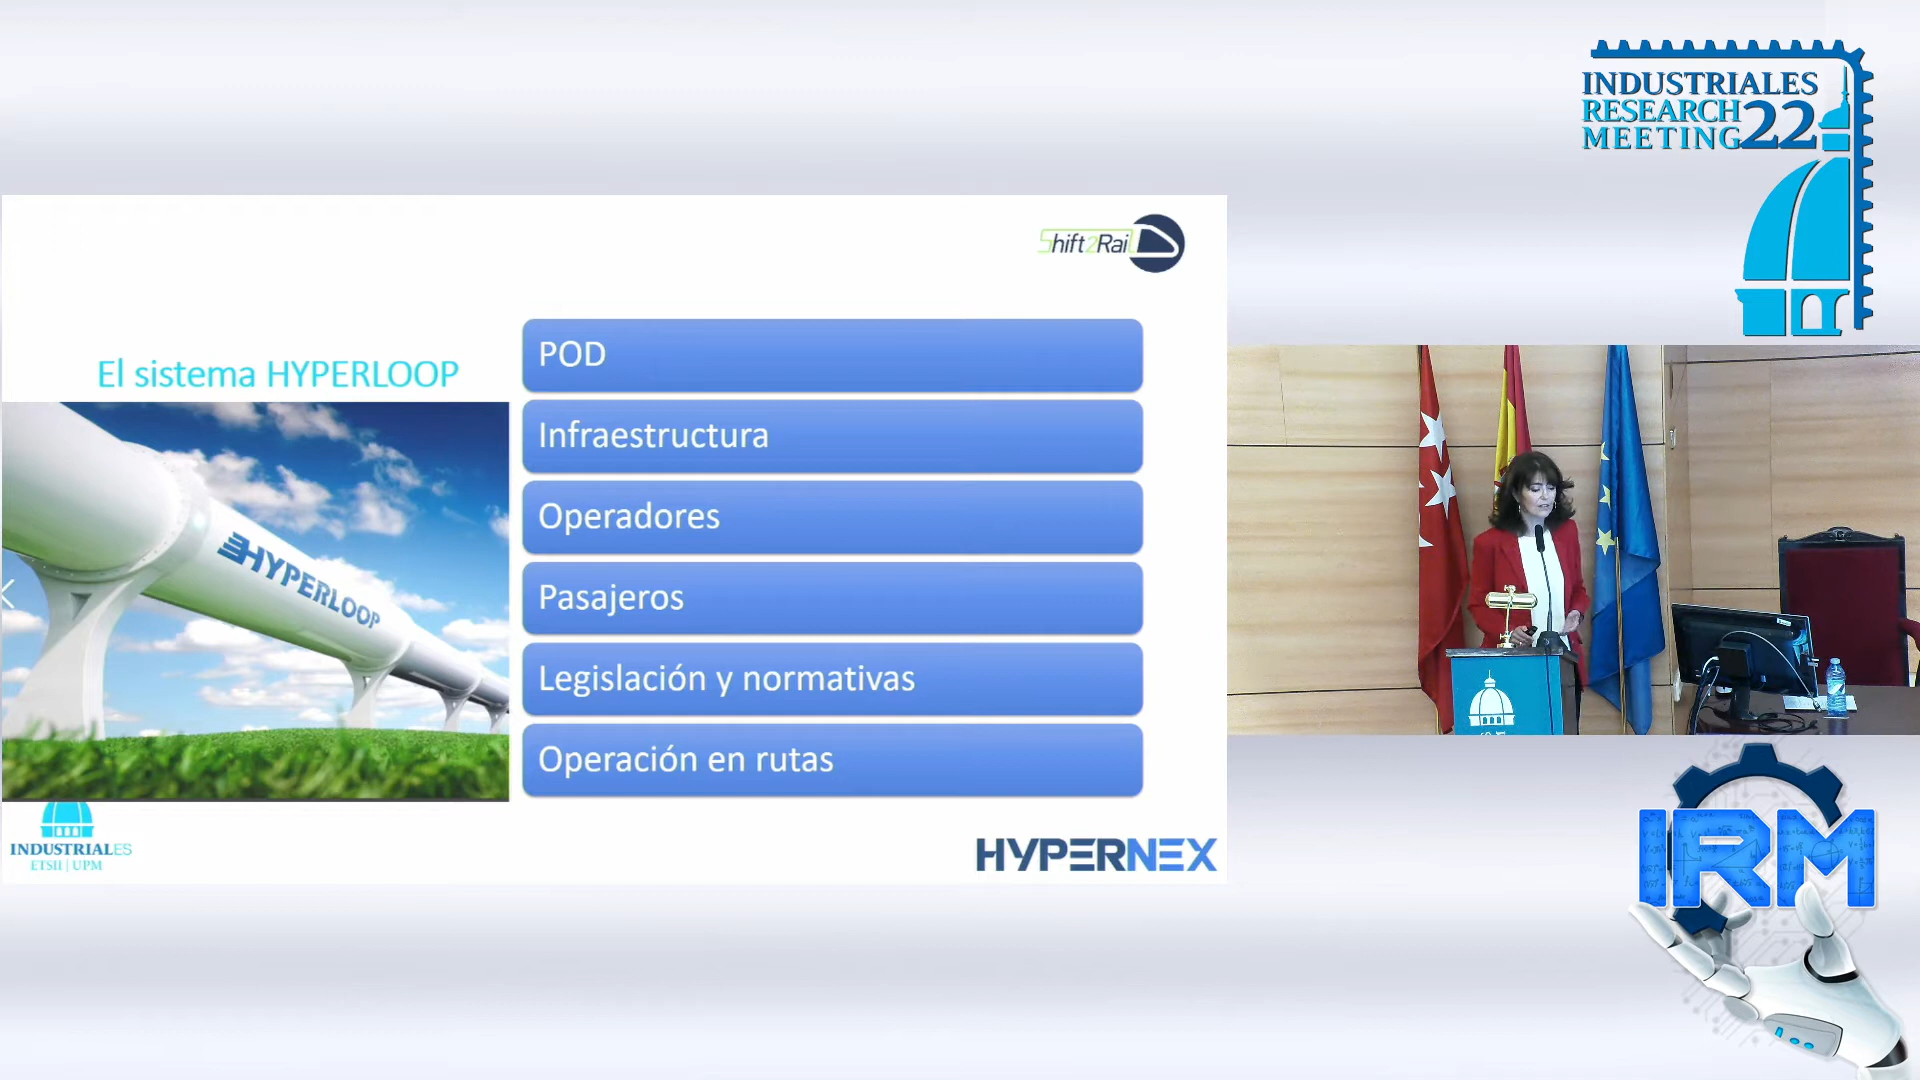 INDUSTRIALES
RESEARCH
MEETING 22
Shift2Rail
El sistema HYPERLOOP
HYPERLOOP
POD
Infraestructura
Operadores
Pasajeros
Legislación y normativas
Operación en rutas
INDUSTRIALES
ETSII | UPM
HYPERNEX
IRM